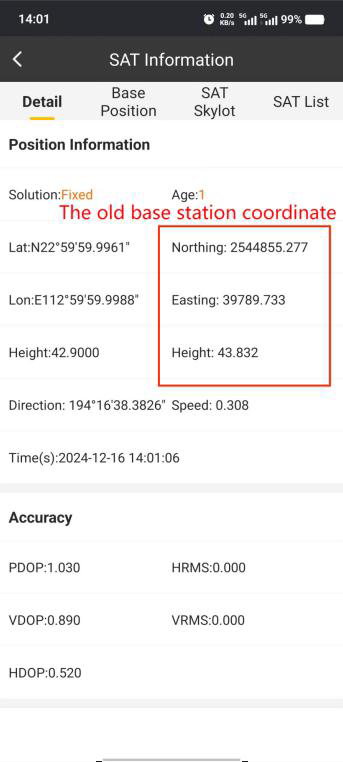 14:01 0.20 KB/s 5G 5G 99%
SAT Information
Detail Base Position SAT Skylot SAT List
Position Information
Solution:Fixed Age:1
The old base station coordinate
Lat:N22°59'59.9961" Northing: 2544855.277
Lon:E112°59'59.9988" Easting: 39789.733
Height:42.9000 Height: 43.832
Direction: 194°16'38.3826" Speed: 0.308
Time(s):2024-12-16 14:01:06
Accuracy
PDOP:1.030 HRMS:0.000
VDOP:0.890 VRMS:0.000
HDOP:0.520